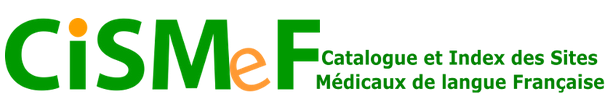 CiSMeF
Catalogue et Index des Sites
Médicaux de langue Française